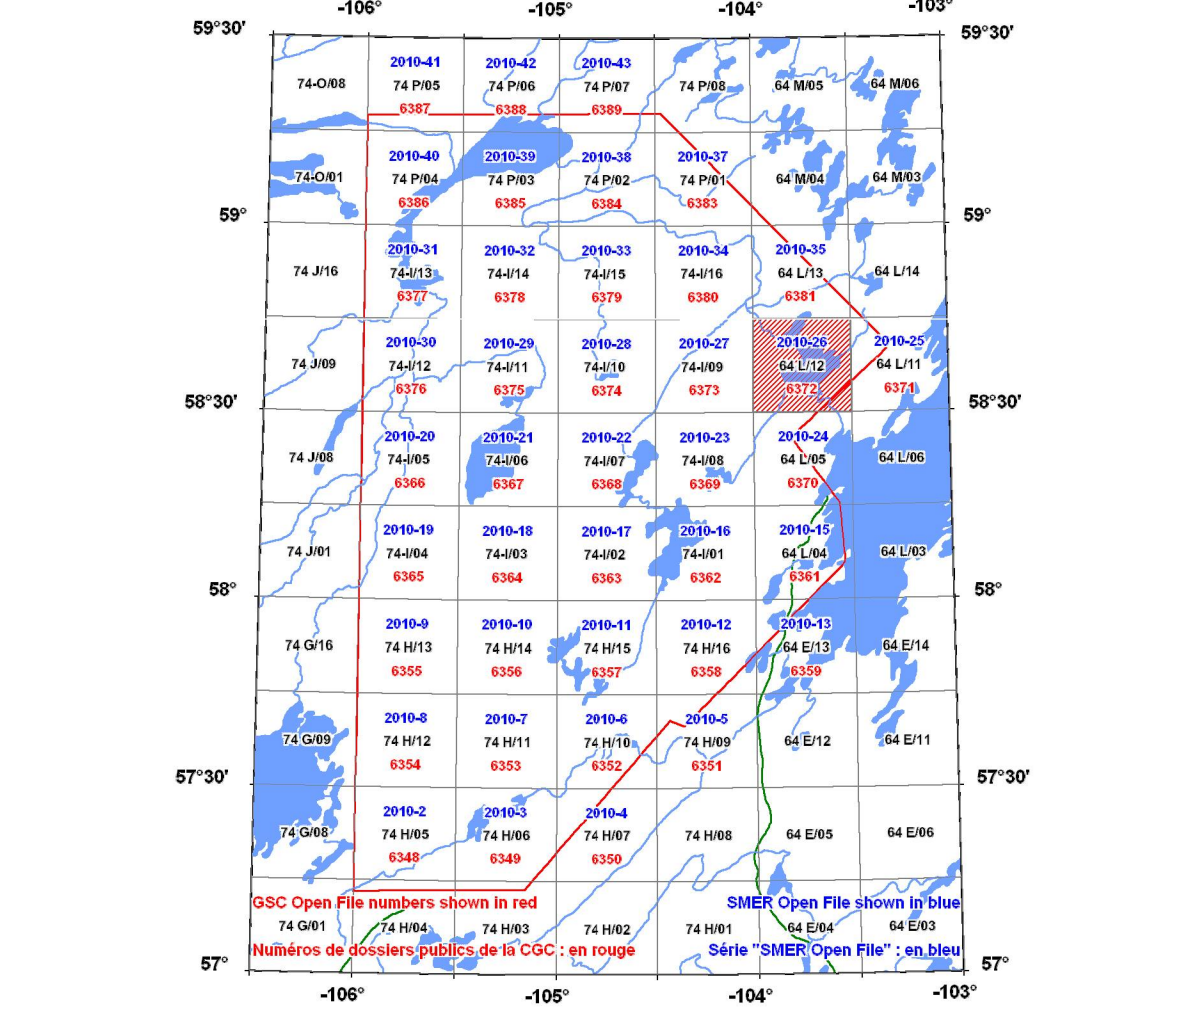 -106° -105° -104° -103°
59°30' 59°30'
2010-41 2010-42 2010-43
74-O/08 74 P/05 74 P/06 74 P/07 74 P/08 64 M/05 64 M/06
6387 6388 6389
2010-40 2010-39 2010-38 2010-37
74-O/01 74 P/04 74 P/03 74 P/02 74 P/01 64 M/04 64 M/03
6386 6385 6384 6383
59° 59°
2010-31 2010-32 2010-33 2010-34 2010-35
74 J/16 74-I/13 74-I/14 74-I/15 74-I/16 64 L/13 64 L/14
6377 6378 6379 6380 6381
2010-30 2010-29 2010-28 2010-27 2010-26 2010-25
74 J/09 74-I/12 74-I/11 74-I/10 74-I/09 64 L/12 64 L/11
6376 6375 6374 6373 6372 6371
58°30' 58°30'
2010-20 2010-21 2010-22 2010-23 2010-24
74 J/08 74-I/05 74-I/06 74-I/07 74-I/08 64 L/05 64 L/06
6366 6367 6368 6369 6370
2010-19 2010-18 2010-17 2010-16 2010-15
74 J/01 74-I/04 74-I/03 74-I/02 74-I/01 64 L/04 64 L/03
6365 6364 6363 6362 6361
58° 58°
2010-9 2010-10 2010-11 2010-12 2010-13
74 G/16 74 H/13 74 H/14 74 H/15 74 H/16 64 E/13 64 E/14
6355 6356 6357 6358 6359
2010-8 2010-7 2010-6 2010-5
74 G/09 74 H/12 74 H/11 74 H/10 74 H/09 64 E/12 64 E/11
6354 6353 6352 6351
57°30' 57°30'
2010-2 2010-3 2010-4
74 G/08 74 H/05 74 H/06 74 H/07 74 H/08 64 E/05 64 E/06
6348 6349 6350
GSC Open File numbers shown in red SMER Open File shown in blue
74 G/01 74 H/04 74 H/03 74 H/02 74 H/01 64 E/04 64 E/03
Numéros de dossiers publics de la CGC : en rouge Série "SMER Open File" : en bleu
57° 57°
-106° -105° -104° -103°